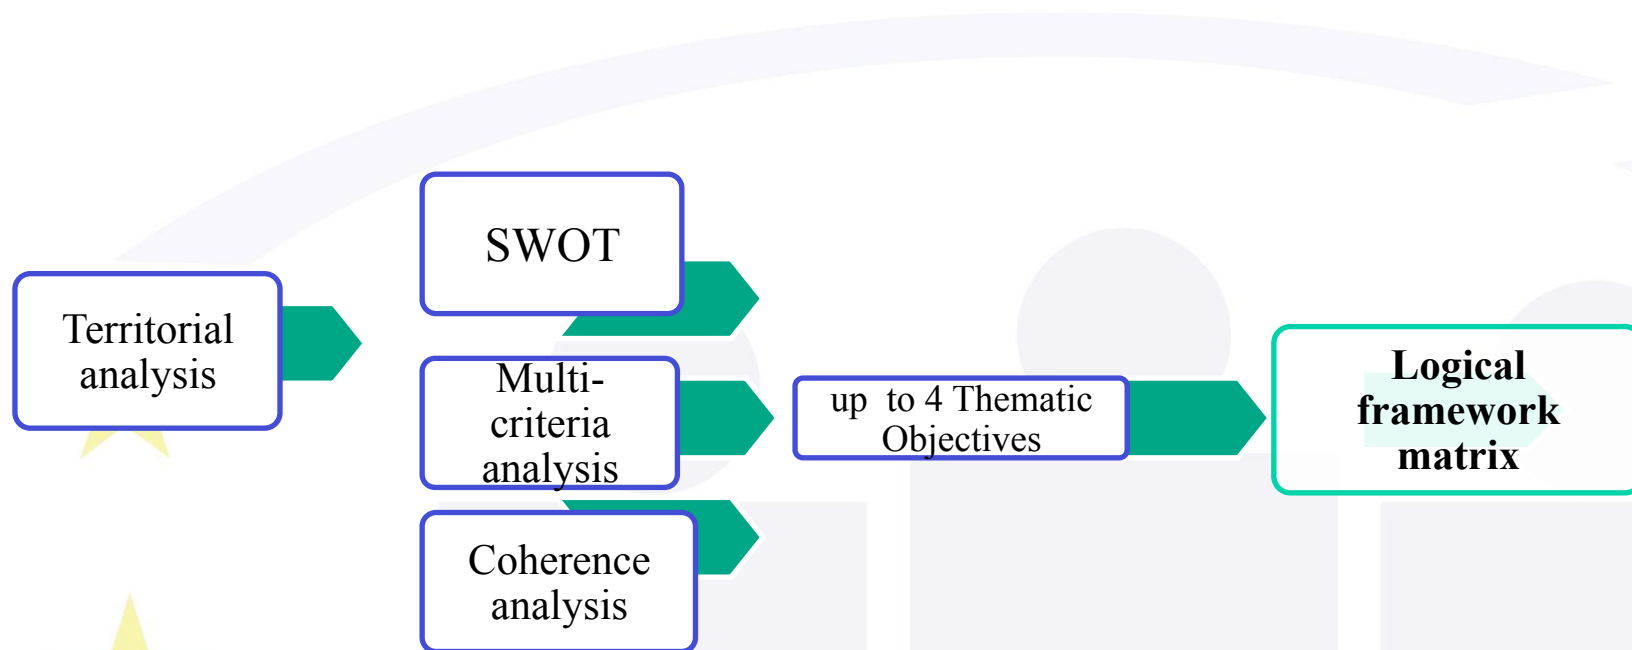 Territorial
analysis
SWOT
Multi-
criteria
analysis
Coherence
analysis
up  to 4 Thematic
Objectives
Logical
framework
matrix